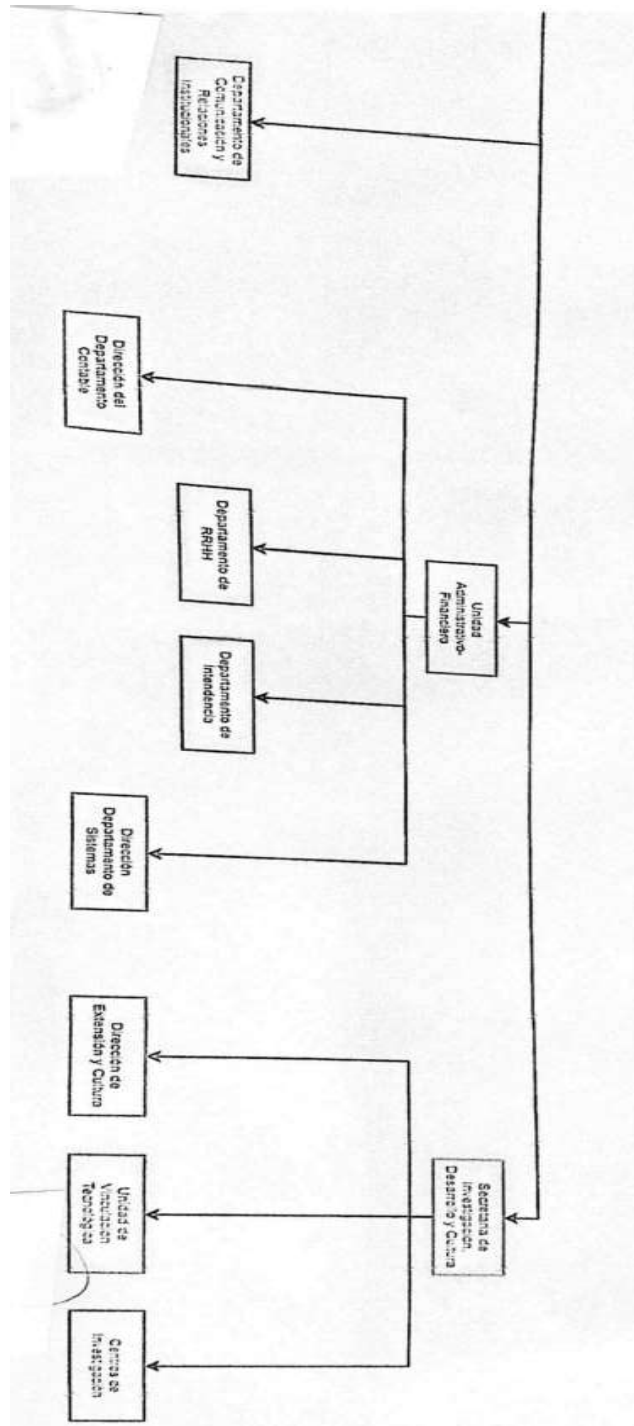 Departamento de
Comunicación y
Relaciones
Institucionales
Unidad
Administrativo-
Financiero
Secretaria de
Investigación,
Desarrollo y Cultura
Dirección del
Departamento
Contable
Departamento de
RRHH
Departamento de
Intendencia
Dirección
Departamento de
Sistemas
Dirección de
Extensión y Cultura
Unidad de
Vinculación
Tecnológica
Centros de
Investigación